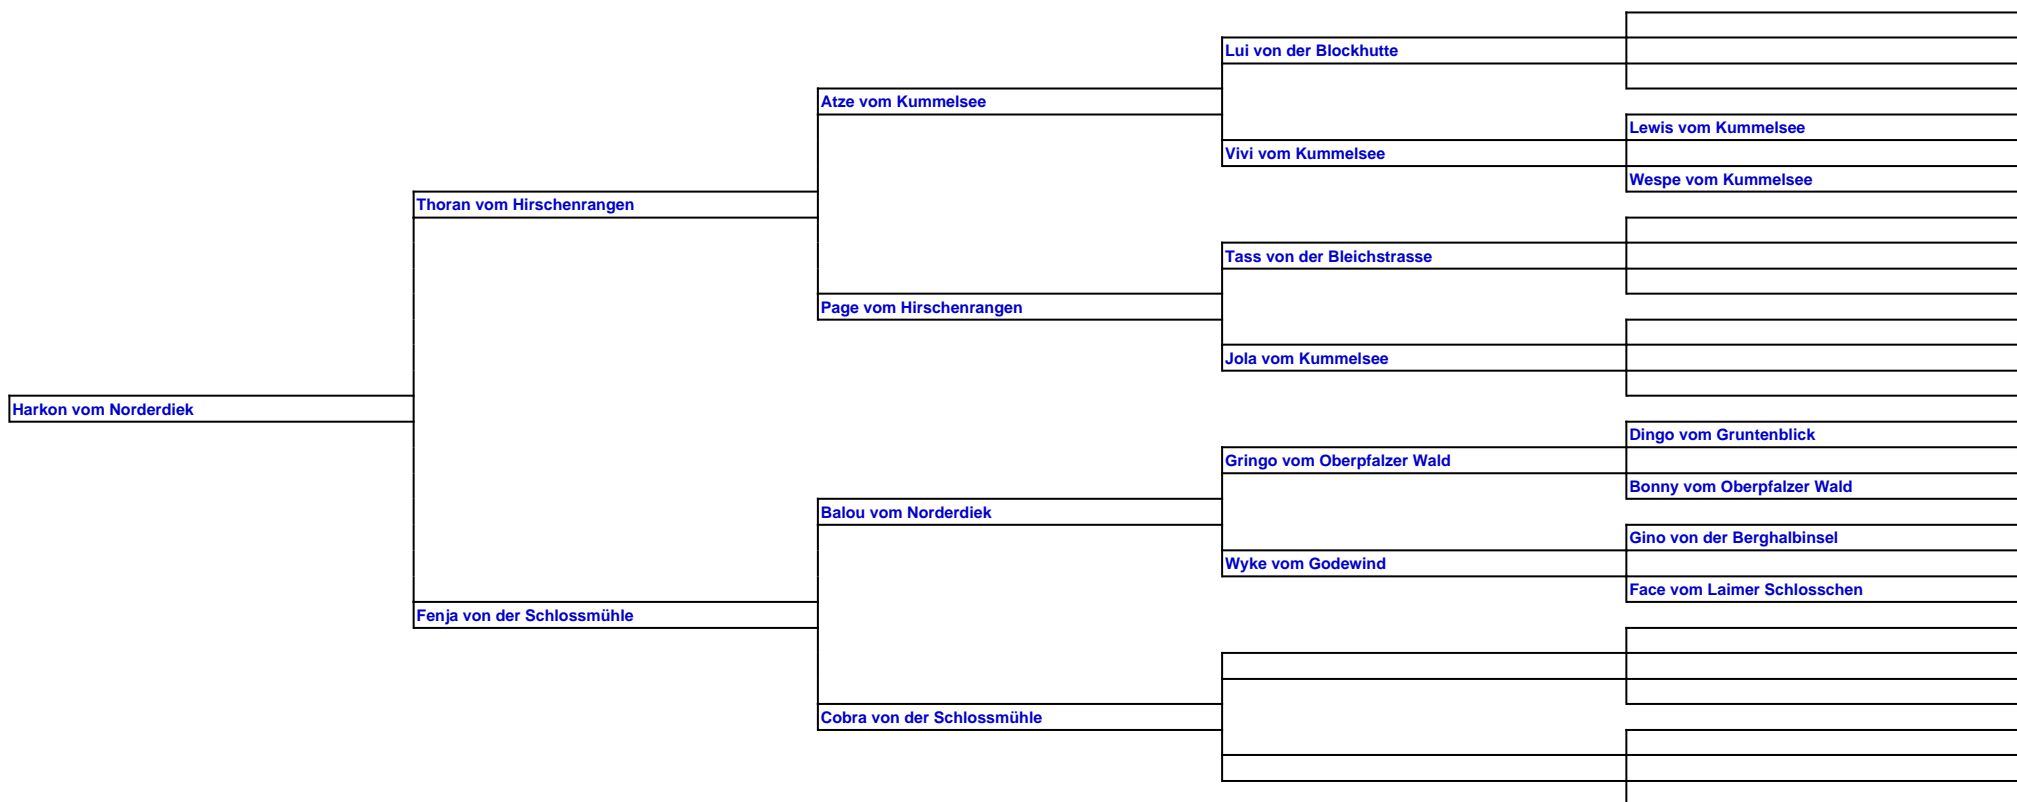 Lui von der Blockhutte
Atze vom Kummelsee
Lewis vom Kummelsee
Vivi vom Kummelsee
Wespe vom Kummelsee
Thoran vom Hirschenrangen
Tass von der Bleichstrasse
Page vom Hirschenrangen
Jola vom Kummelsee
Harkon vom Norderdiek
Dingo vom Gruntenblick
Gringo vom Oberpfalzer Wald
Bonny vom Oberpfalzer Wald
Balou vom Norderdiek
Gino von der Berghalbinsel
Wyke vom Godewind
Face vom Laimer Schlosschen
Fenja von der Schlossmühle
Cobra von der Schlossmühle